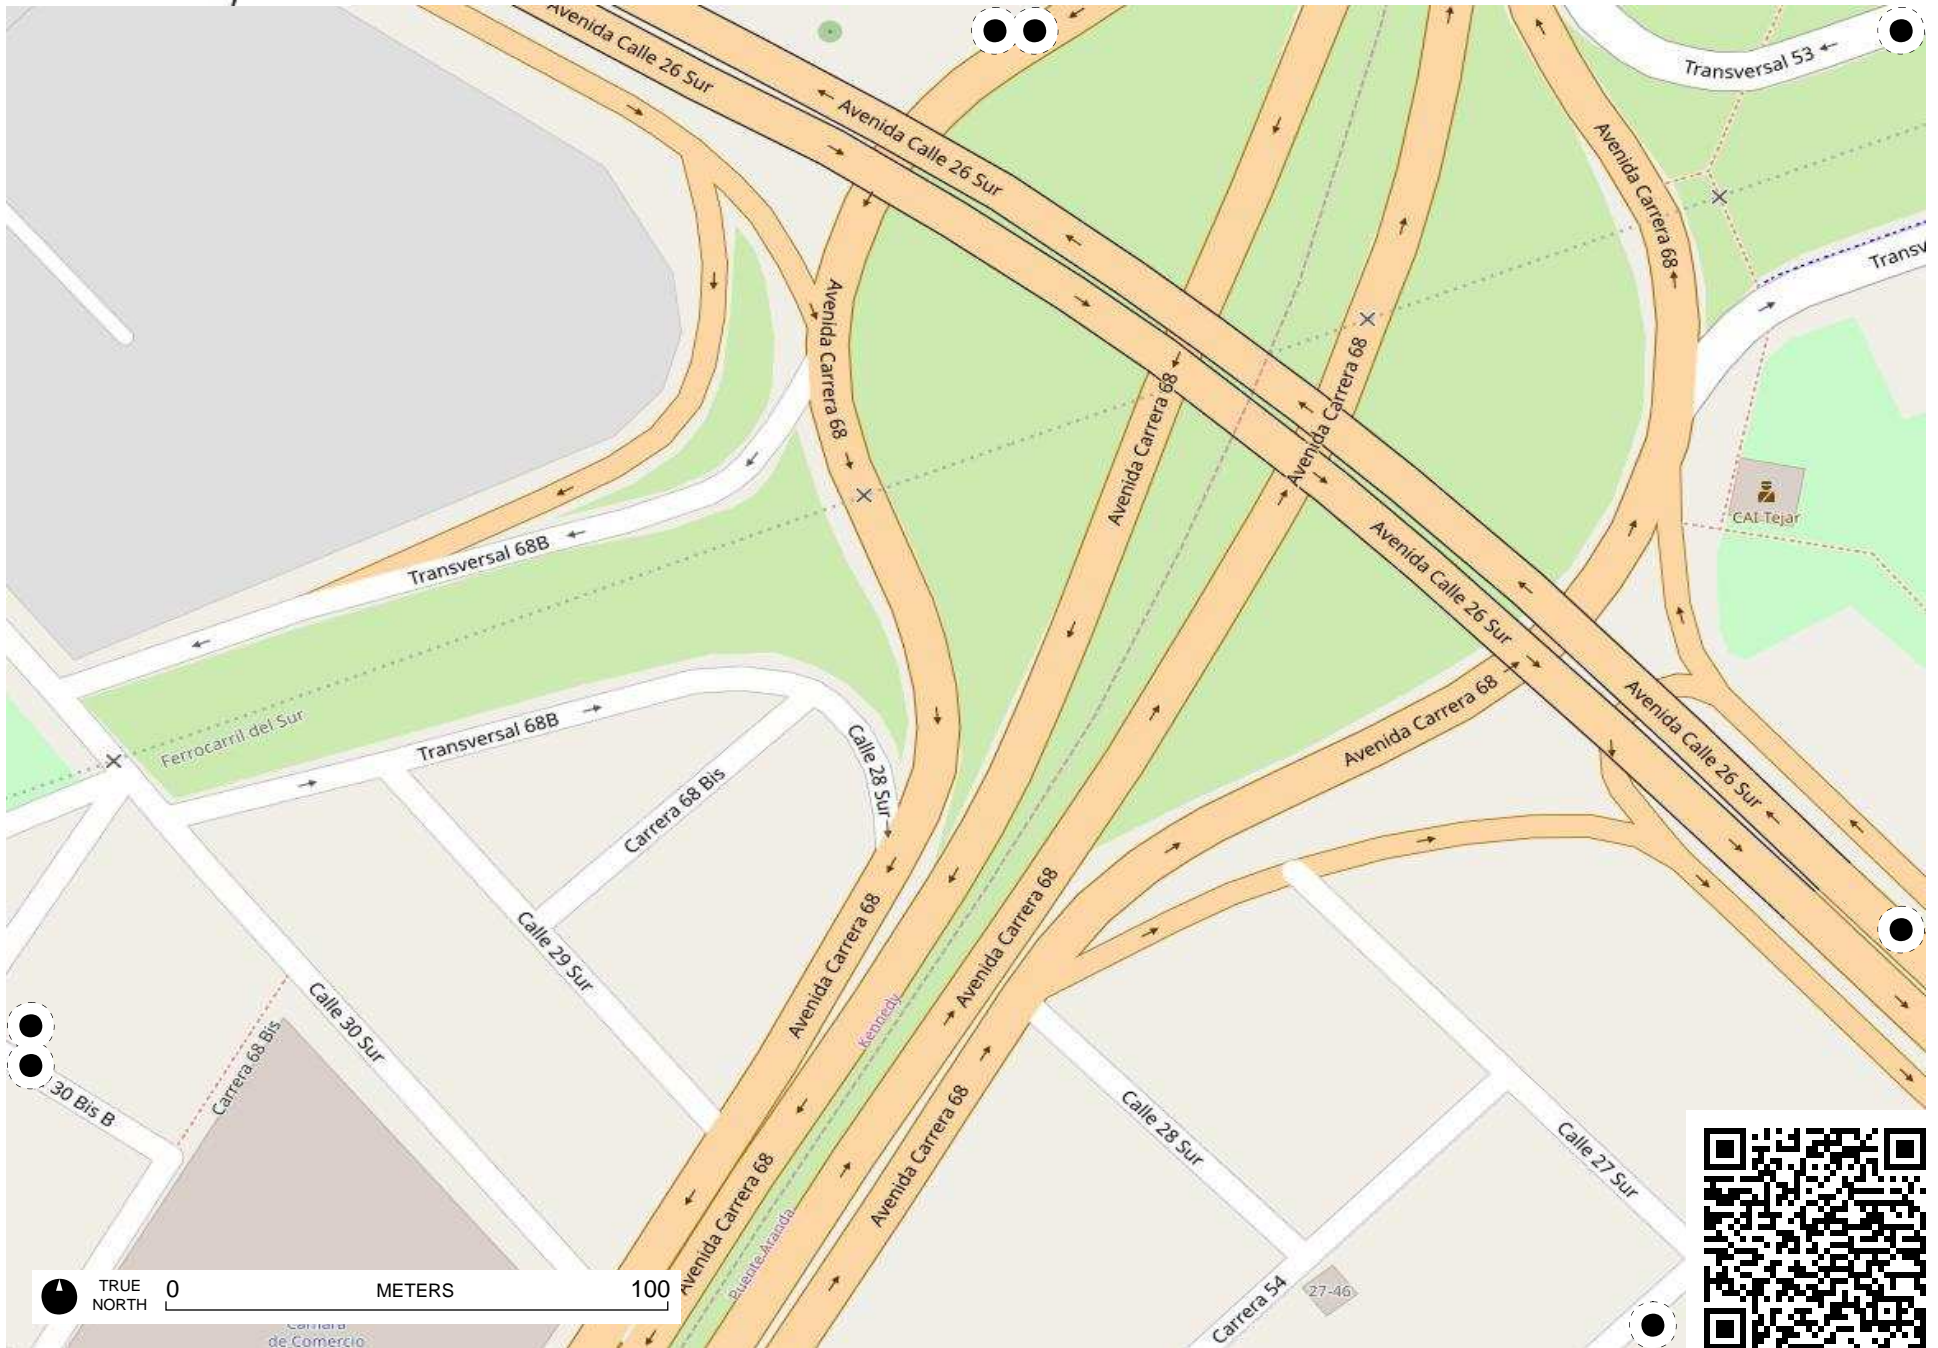 Avenida Calle 26 Sur
Transversal 53
Avenida Calle 26 Sur
Avenida Carrera 68
Transv
Avenida Carrera 68
Avenida Carrera 68
Avenida Carrera 68
CAI Tejar
Avenida Calle 26 Sur
Transversal 68B
Avenida Carrera 68
Avenida Calle 26 Sur
Ferrocarril del Sur
Transversal 68B
Calle 28 Sur
Carrera 68 Bis
Avenida Carrera 68
Avenida Carrera 68
Calle 29 Sur
Kennedy
Calle 30 Sur
Carrera 68 Bis
30 Bis B
Avenida Carrera 68
Calle 28 Sur
Calle 27 Sur
Avenida Carrera 68
Puente Aranda
Carrera 54
27-46
TRUE
NORTH
0 METERS 100
Cámara
de Comercio